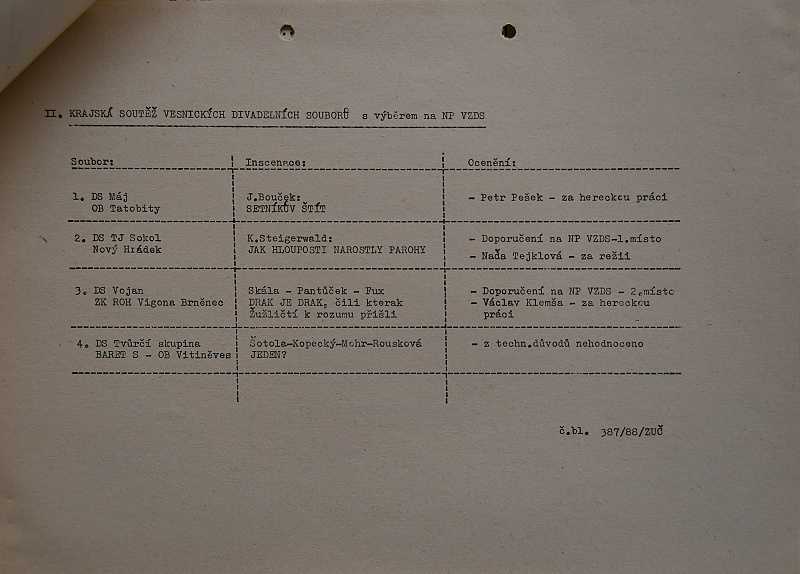 II. KRAJSKÁ SOUTĚŽ VESNICKÝCH DIVADELNÍCH SOUBORŮ s výběrem na NP VZDS
Soubor: Inscenace: Ocenění:
1. DS Máj J.Bouček: - Petr Pešek - za hereckou práci
OB Tatobity SETNÍKŮV ŠTÍT
2. DS TJ Sokol K.Steigerwald: - Doporučení na NP VZDS-1.místo
Nový Hrádek JAK HLOUPOSTI NAROSTLY PAROHY - Naďa Tejklová - za režii
3. DS Vojan Skála - Pantůček - Fux - Doporučení na NP VZDS - 2.místo
ZK ROH Vigona Brněnec DRAK JE DRAK, čili kterak - Václav Klemša - za hereckou
Žužličtí k rozumu přišli práci
4. DS Tvůrčí skupina Šotola-Kopecký-Mohr-Rousková - z techn.důvodů nehodnoceno
BARET S - OB Vitiněves JEDEN?
č.bl. 387/88/ZUČ